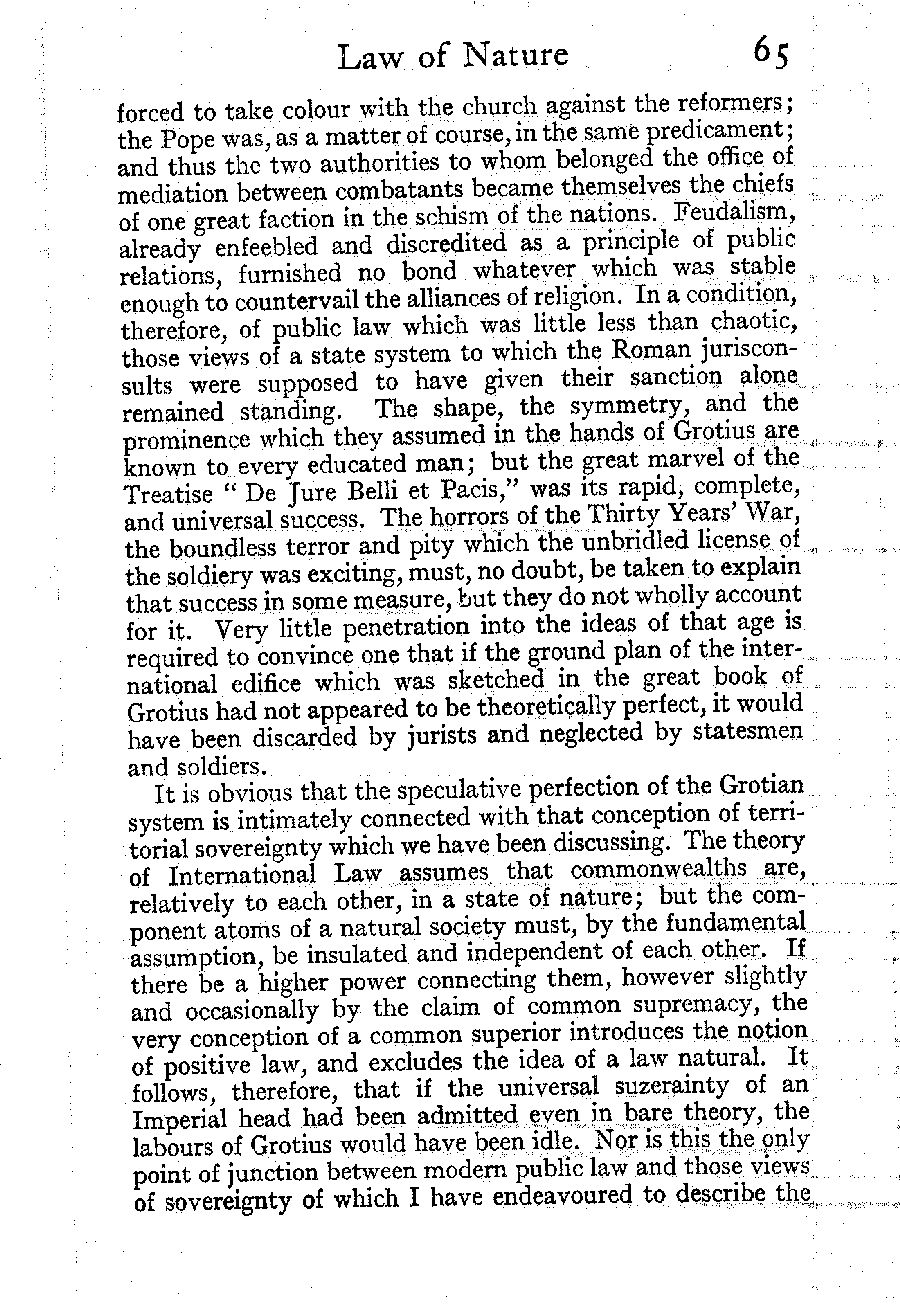 Law of Nature 65
forced to take colour with the church against the reformers;
the Pope was, as a matter of course, in the same predicament;
and thus the two authorities to whom belonged the office of
mediation between combatants became themselves the chiefs
of one great faction in the schism of the nations. Feudalism,
already enfeebled and discredited as a principle of public
relations, furnished no bond whatever which was stable
enough to countervail the alliances of religion. In a condition,
therefore, of public law which was little less than chaotic,
those views of a state system to which the Roman juriscon-
sults were supposed to have given their sanction alone
remained standing. The shape, the symmetry, and the
prominence which they assumed in the hands of Grotius are
known to every educated man; but the great marvel of the
Treatise “ De Jure Belli et Pacis,” was its rapid, complete,
and universal success. The horrors of the Thirty Years’ War,
the boundless terror and pity which the unbridled license of
the soldiery was exciting, must, no doubt, be taken to explain
that success in some measure, but they do not wholly account
for it. Very little penetration into the ideas of that age is
required to convince one that if the ground plan of the inter-
national edifice which was sketched in the great book of
Grotius had not appeared to be theoretically perfect, it would
have been discarded by jurists and neglected by statesmen
and soldiers.
It is obvious that the speculative perfection of the Grotian
system is intimately connected with that conception of terri-
torial sovereignty which we have been discussing. The theory
of International Law assumes that commonwealths are,
relatively to each other, in a state of nature; but the com-
ponent atoms of a natural society must, by the fundamental
assumption, be insulated and independent of each other. If
there be a higher power connecting them, however slightly
and occasionally by the claim of common supremacy, the
very conception of a common superior introduces the notion
of positive law, and excludes the idea of a law natural. It
follows, therefore, that if the universal suzerainty of an
Imperial head had been admitted even in bare theory, the
labours of Grotius would have been idle. Nor is this the only
point of junction between modern public law and those views
of sovereignty of which I have endeavoured to describe the